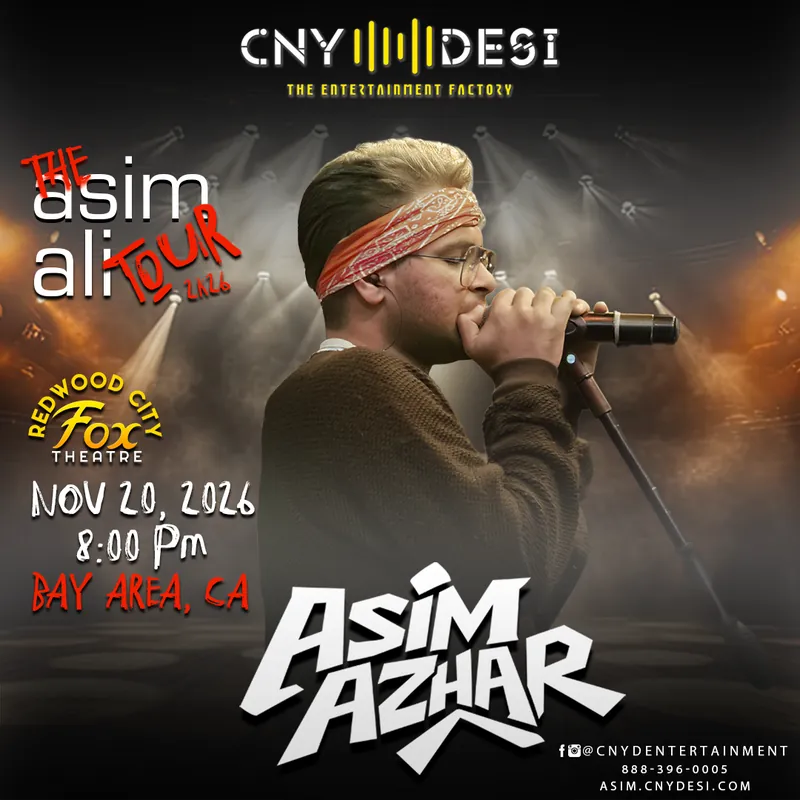 CNY DESI
THE ENTERTAINMENT FACTORY
THE
asim
ali TOUR
2026
REDWOOD CITY
Fox
THEATRE
NOV 20, 2026
8:00 Pm
BAY AREA, CA
ASIM
AZHAR
@CNYDENTERTAINMENT
888-396-0005
ASIM.CNYDESI.COM